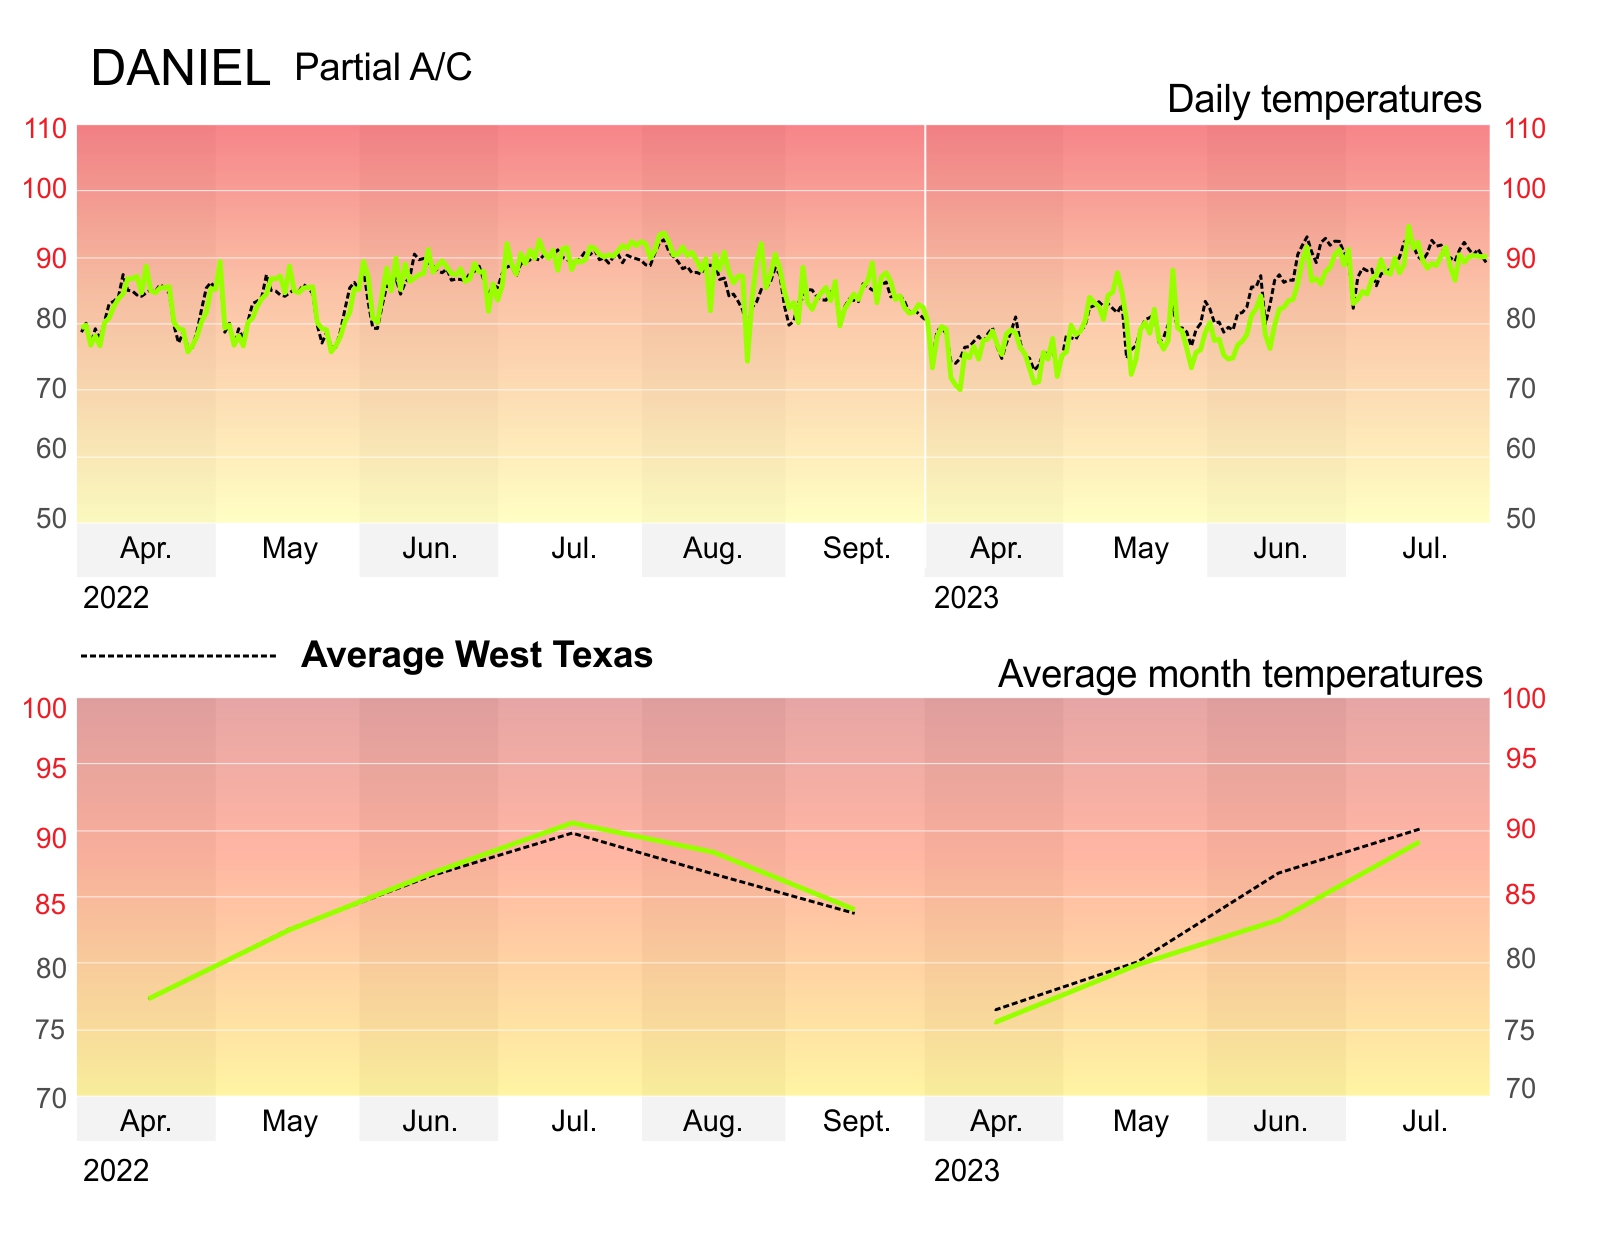 DANIEL Partial A/C
Daily temperatures
110 110
100 100
90 90
80 80
70 70
60 60
50 50
Apr. May Jun. Jul. Aug. Sept. Apr. May Jun. Jul.
2022 2023
Average West Texas
Average month temperatures
100 100
95 95
90 90
85 85
80 80
75 75
70 70
Apr. May Jun. Jul. Aug. Sept. Apr. May Jun. Jul.
2022 2023